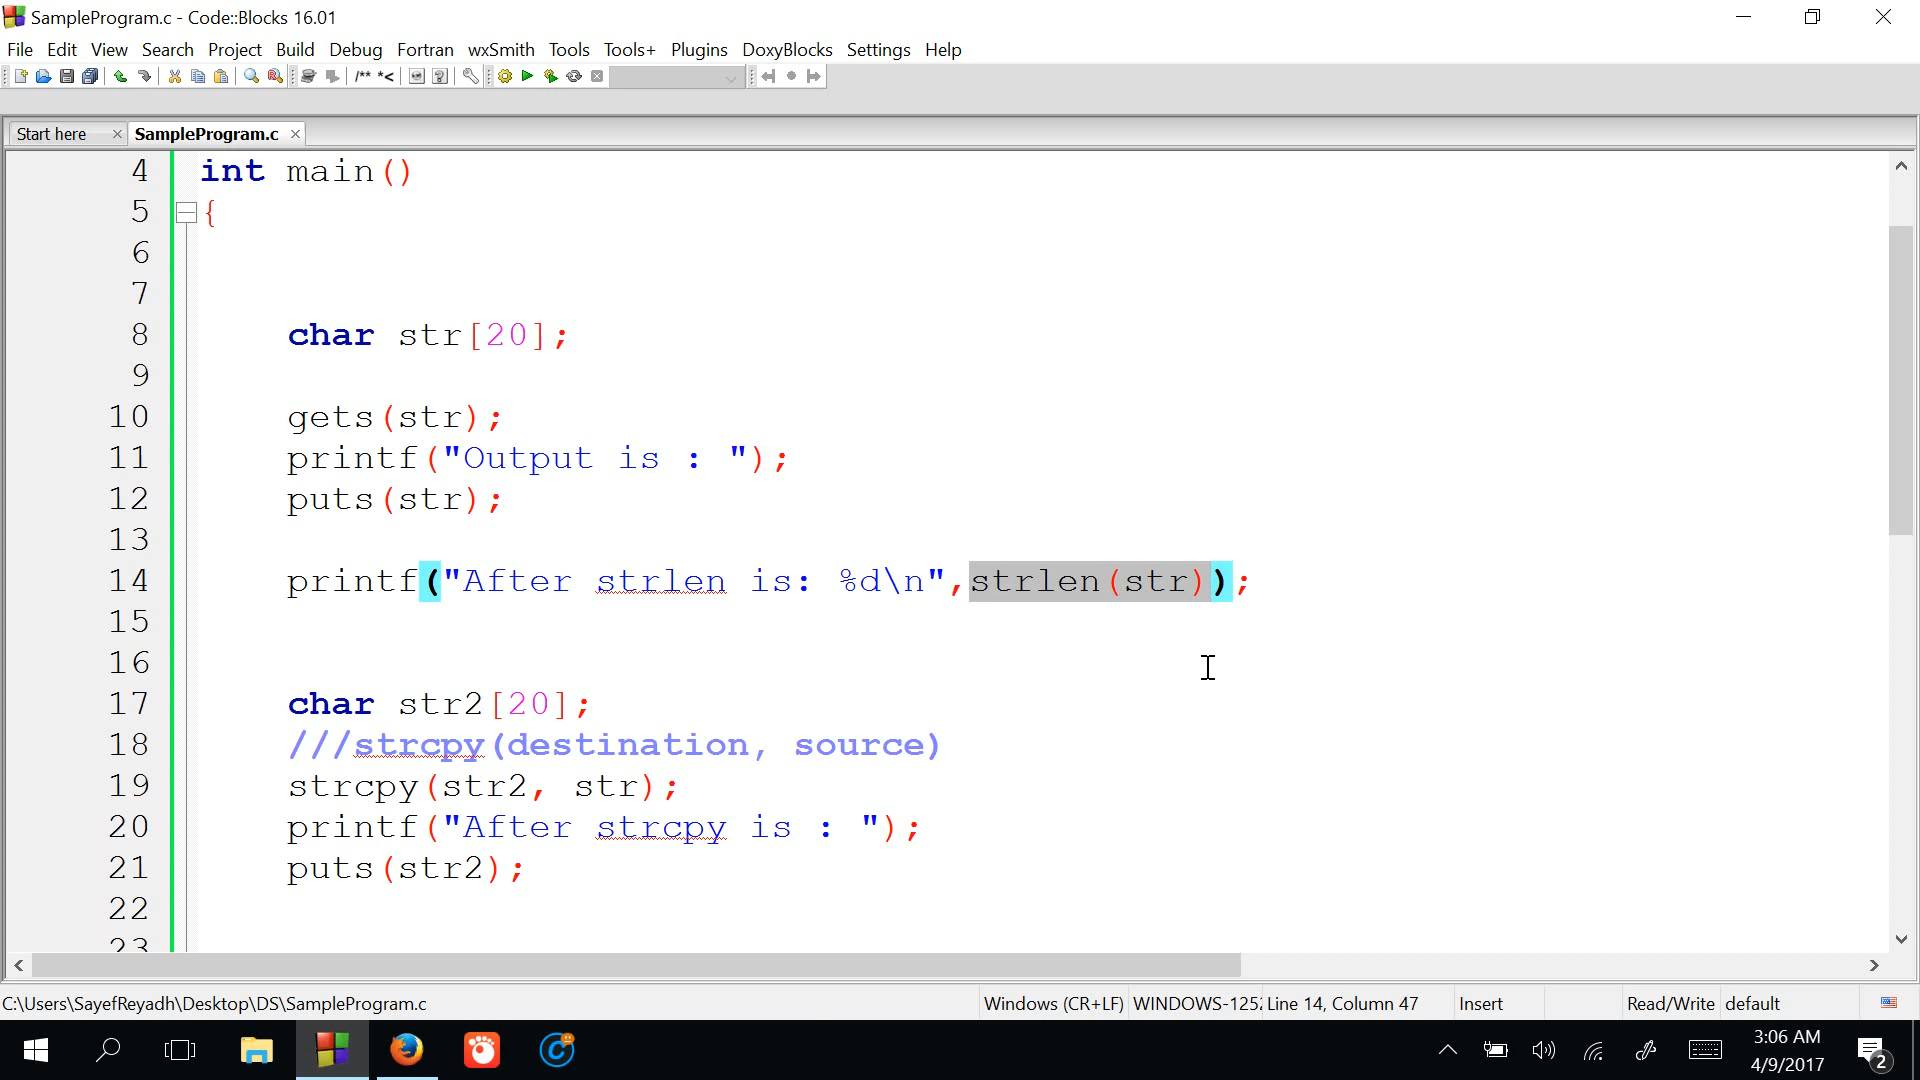 SampleProgram.c - Code::Blocks 16.01
File Edit View Search Project Build Debug Fortran wxSmith Tools Tools+ Plugins DoxyBlocks Settings Help
/** *<
Start here SampleProgram.c
4 int main()
5 {
6
7
8 char str[20];
9
10 gets(str);
11 printf("Output is : ");
12 puts(str);
13
14 printf("After strlen is: %d\n",strlen(str));
15
16
17 char str2[20];
18 ///strcpy(destination, source)
19 strcpy(str2, str);
20 printf("After strcpy is : ");
21 puts(str2);
22
23
C:\Users\SayefReyadh\Desktop\DS\SampleProgram.c Windows (CR+LF) WINDOWS-1252 Line 14, Column 47 Insert Read/Write default
3:06 AM
4/9/2017
2